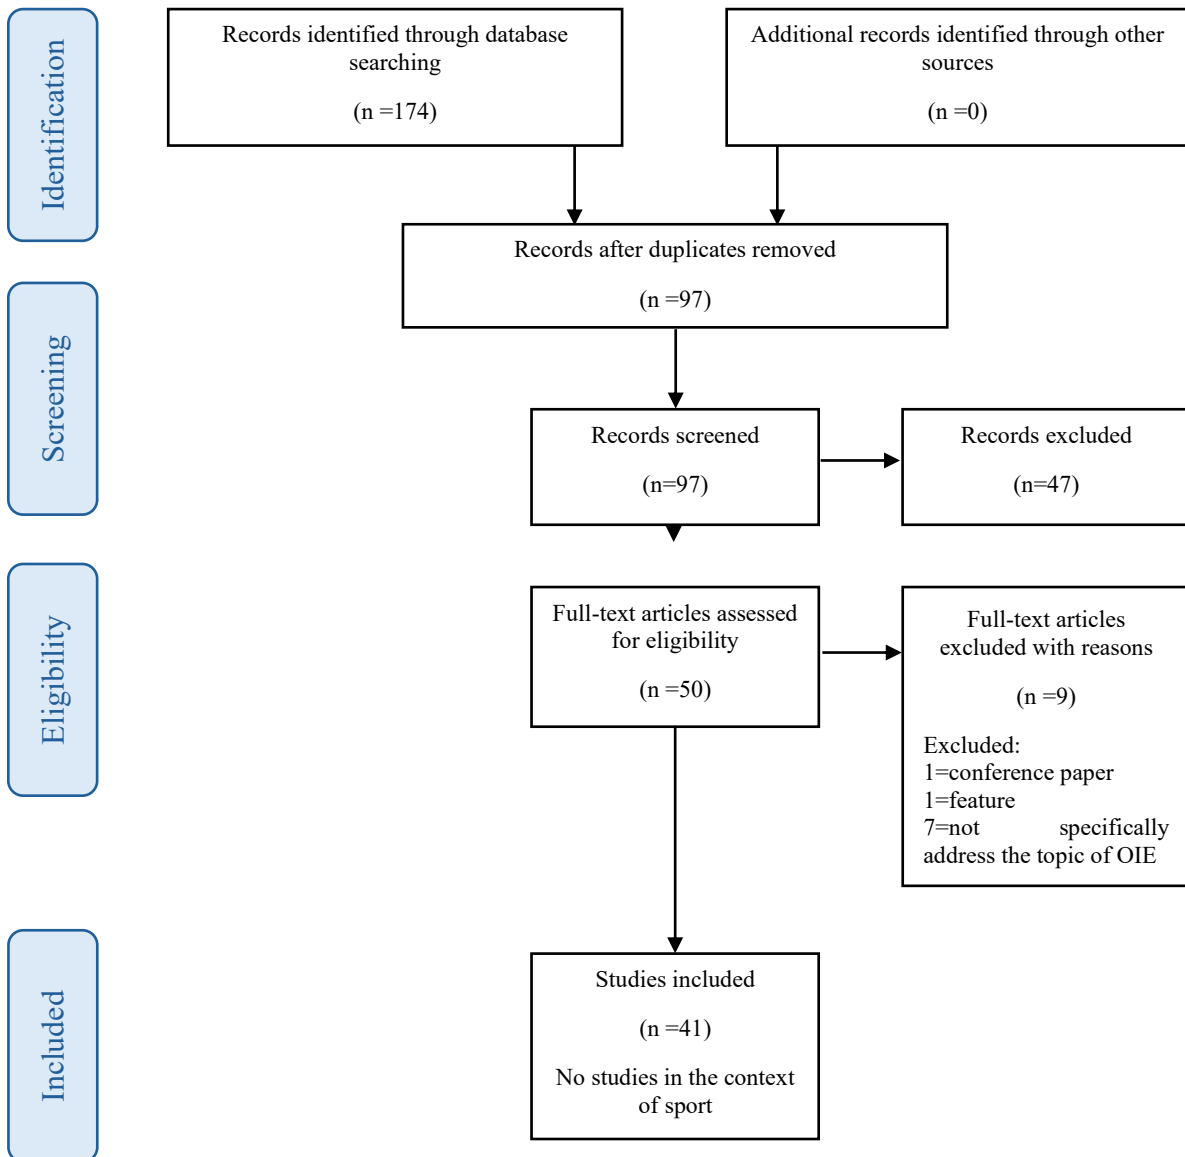 Identification
Records identified through database
searching
(n =174)
Additional records identified through other
sources
(n =0)
Records after duplicates removed
(n =97)
Screening
Records screened
(n=97)
Records excluded
(n=47)
Eligibility
Full-text articles assessed
for eligibility
(n =50)
Full-text articles
excluded with reasons
(n =9)
Excluded:
1=conference paper
1=feature
7=not specifically
address the topic of OIE
Included
Studies included
(n =41)
No studies in the context
of sport